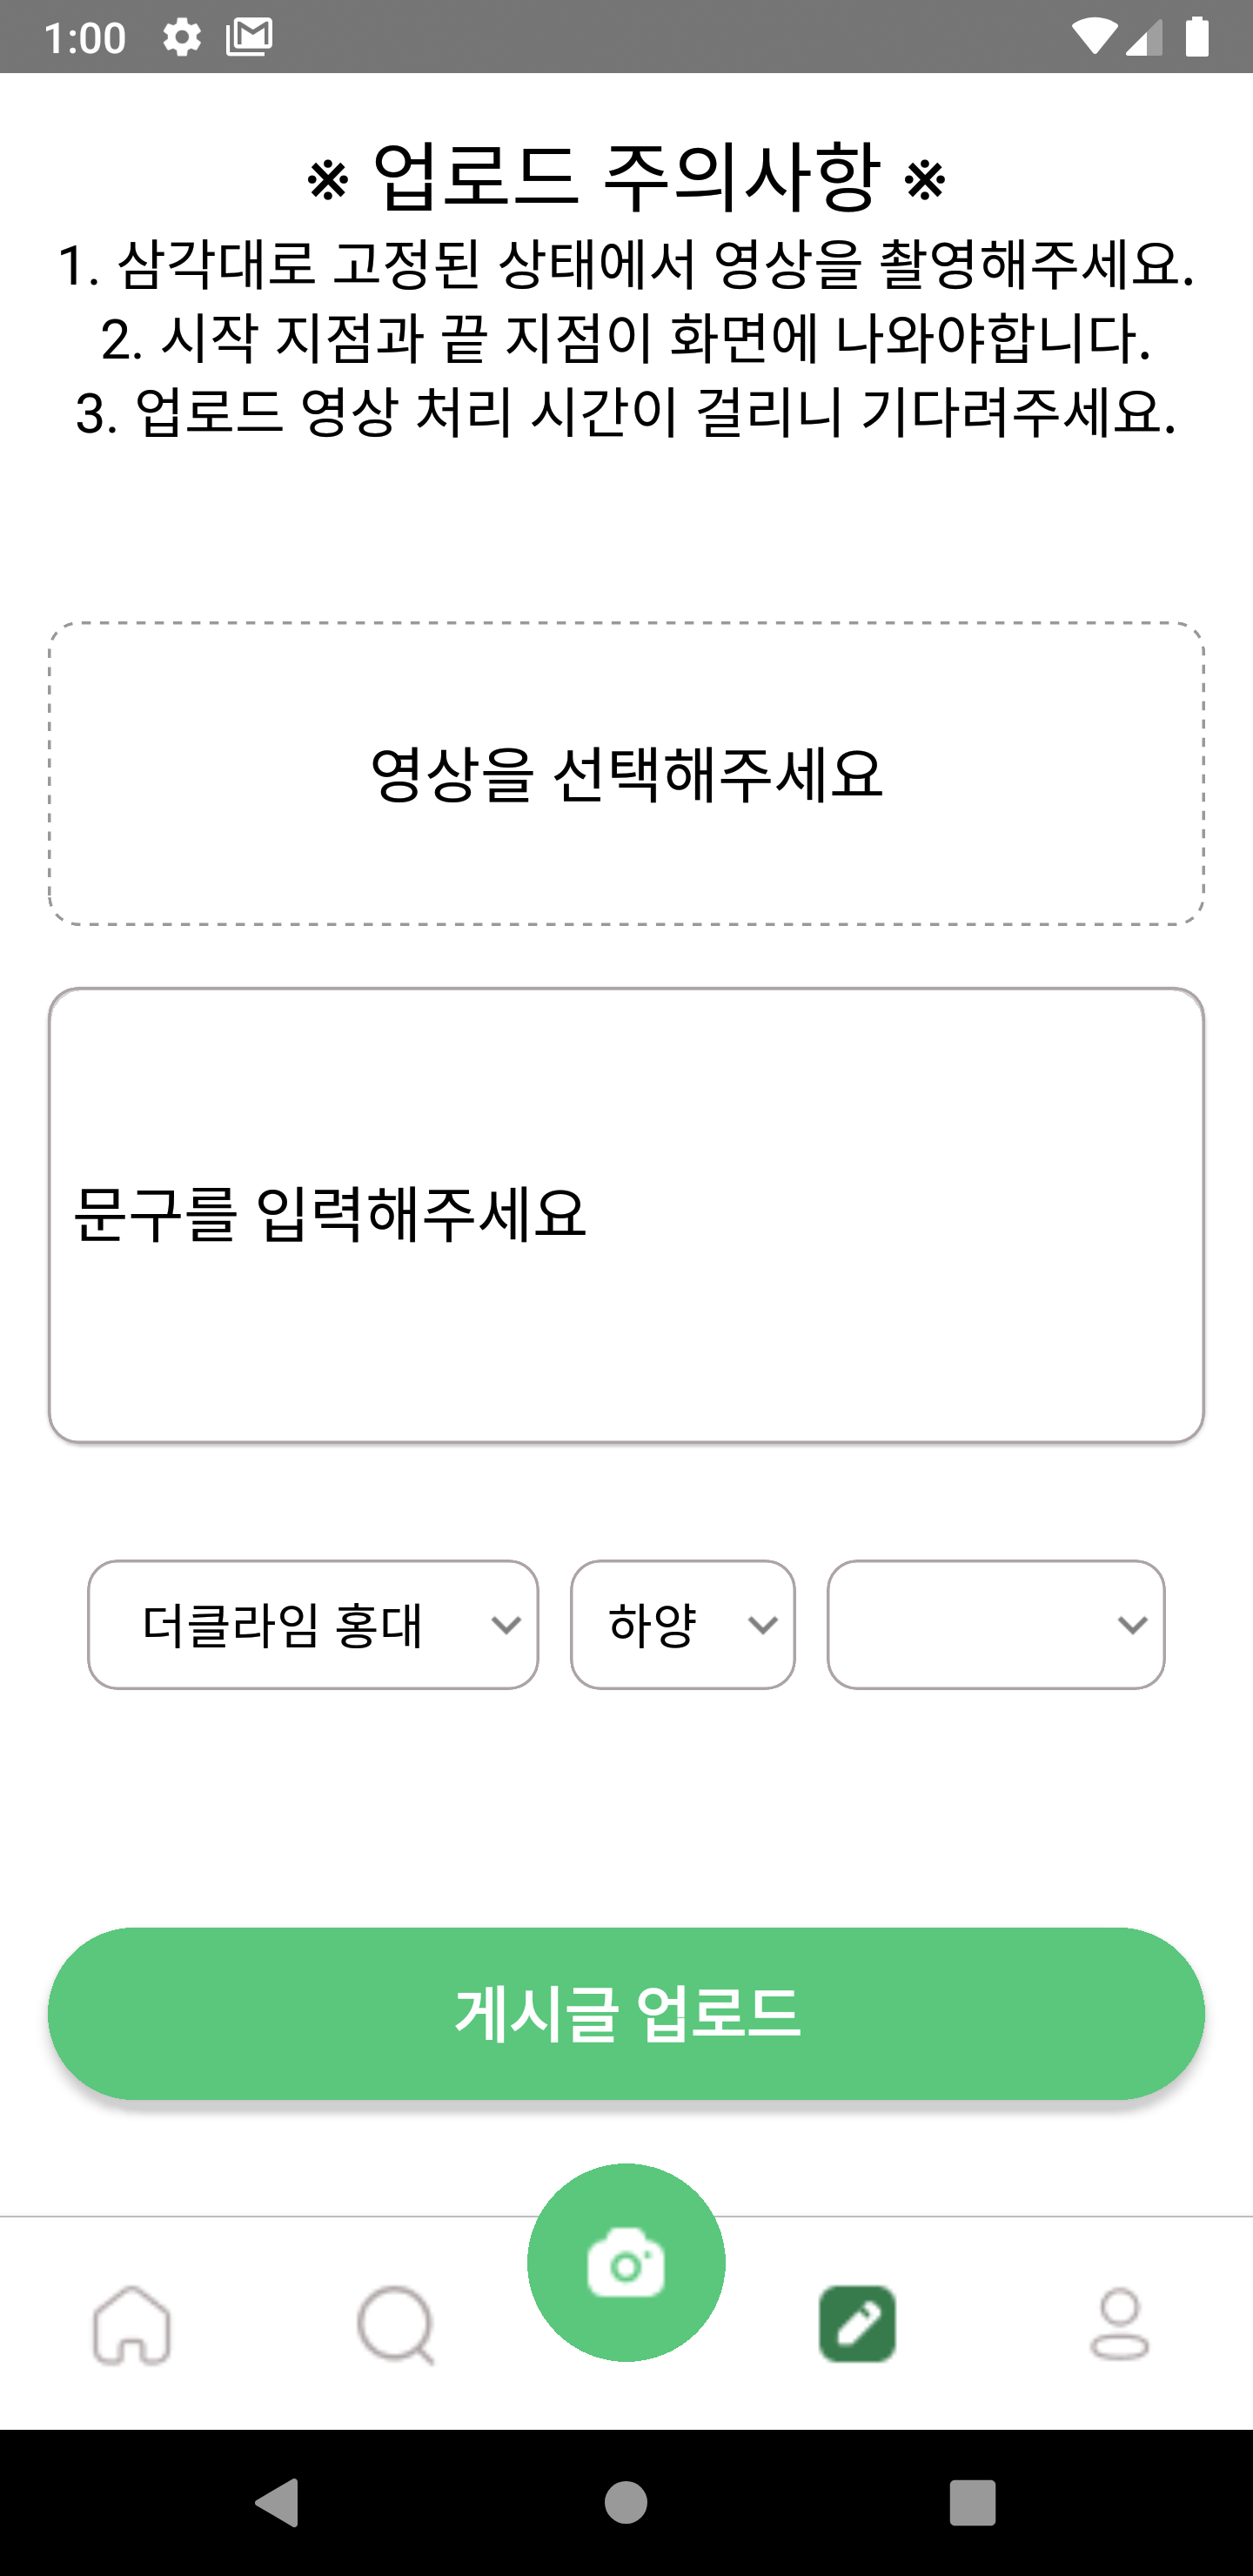 1:00
※ 업로드 주의사항 ※
1. 삼각대로 고정된 상태에서 영상을 촬영해주세요.
2. 시작 지점과 끝 지점이 화면에 나와야합니다.
3. 업로드 영상 처리 시간이 걸리니 기다려주세요.
영상을 선택해주세요
문구를 입력해주세요
더클라임 홍대 하양
게시글 업로드